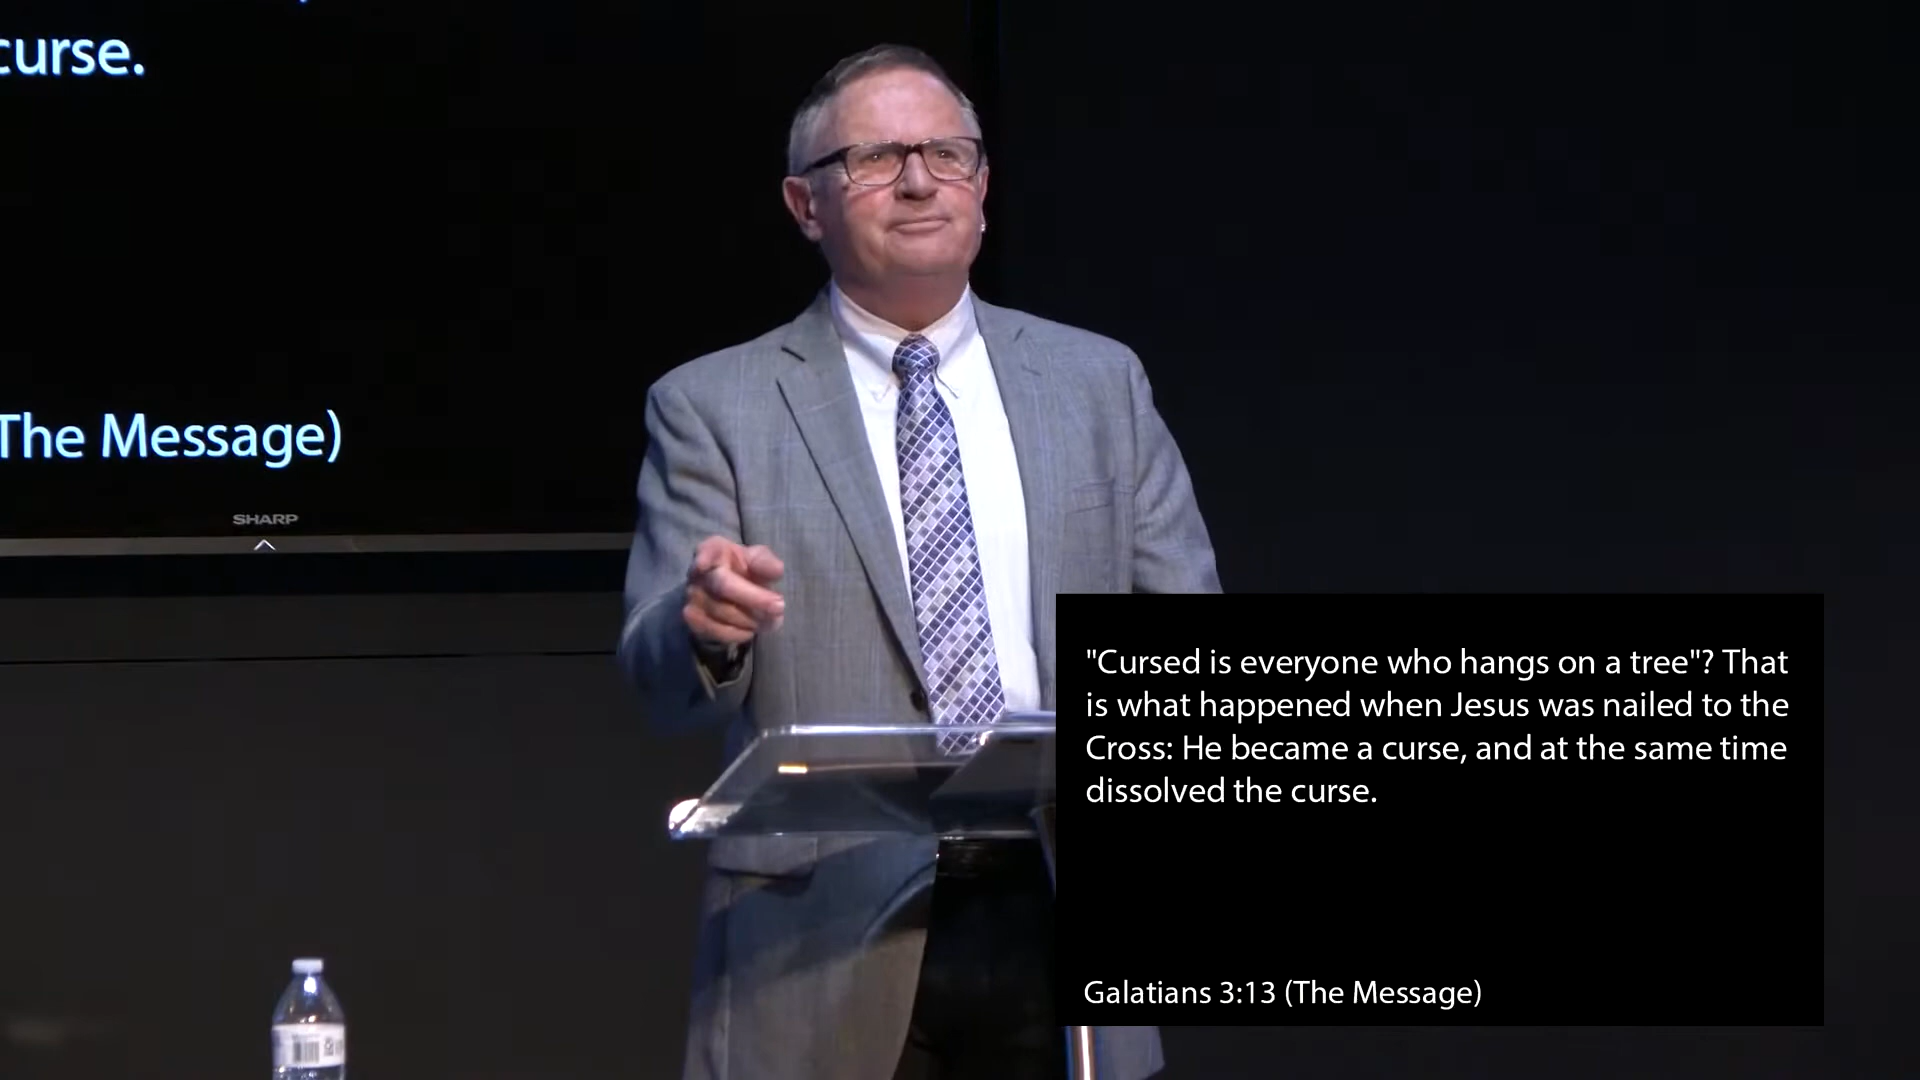 curse.
The Message)
SHARP
"Cursed is everyone who hangs on a tree"? That
is what happened when Jesus was nailed to the
Cross: He became a curse, and at the same time
dissolved the curse.
Galatians 3:13 (The Message)